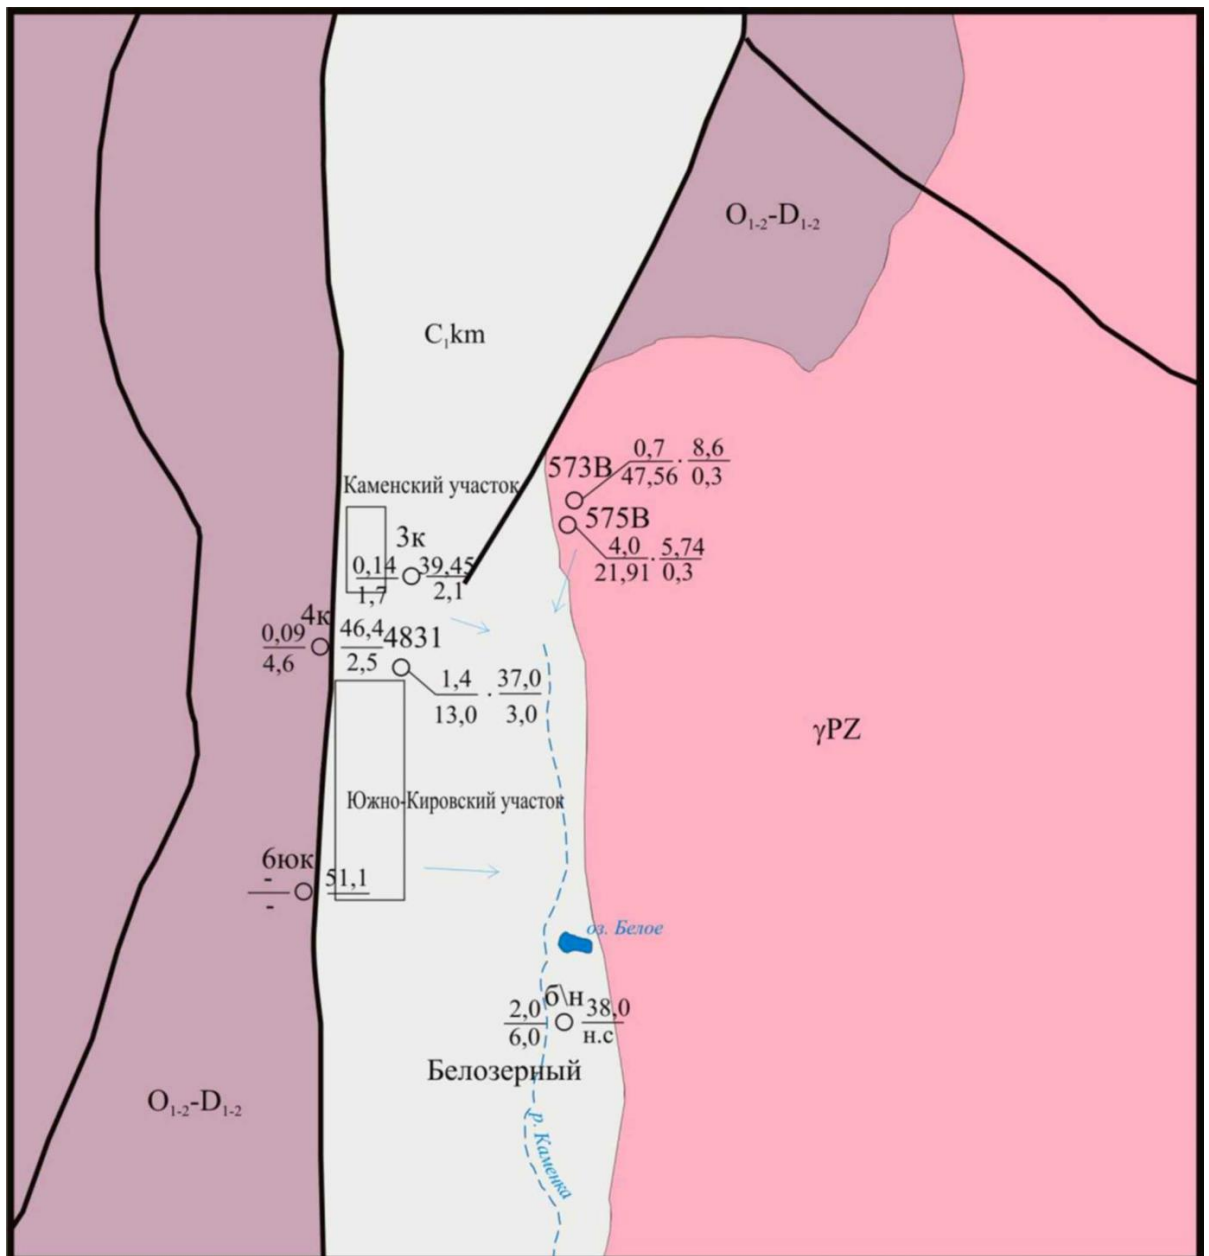 O₁₋₂-D₁₋₂
C₁km
573В
0,7 · 8,6
47,56 0,3
Каменский участок
575В
4,0 · 5,74
21,91 0,3
3к
0,14 39,45
1,7 2,1
4к
0,09 46,4
4,6 2,5
4831
1,4 · 37,0
13,0 3,0
γPZ
Южно-Кировский участок
6юк
- 51,1
-
оз. Белое
б\н
2,0 38,0
6,0 н.с
Белозерный
O₁₋₂-D₁₋₂
р. Каменка